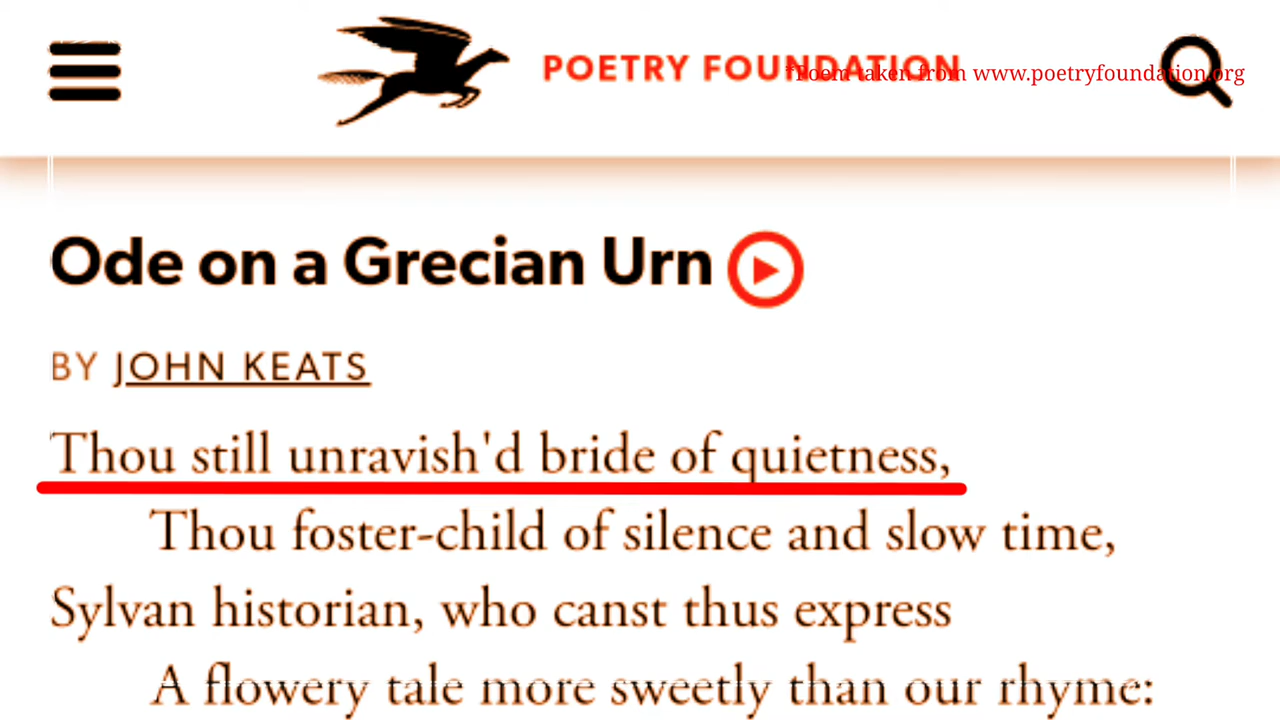 POETRY FOUNDATION
*Poem taken from www.poetryfoundation.org
Ode on a Grecian Urn
BY JOHN KEATS
Thou still unravish'd bride of quietness,
Thou foster-child of silence and slow time,
Sylvan historian, who canst thus express
A flowery tale more sweetly than our rhyme: